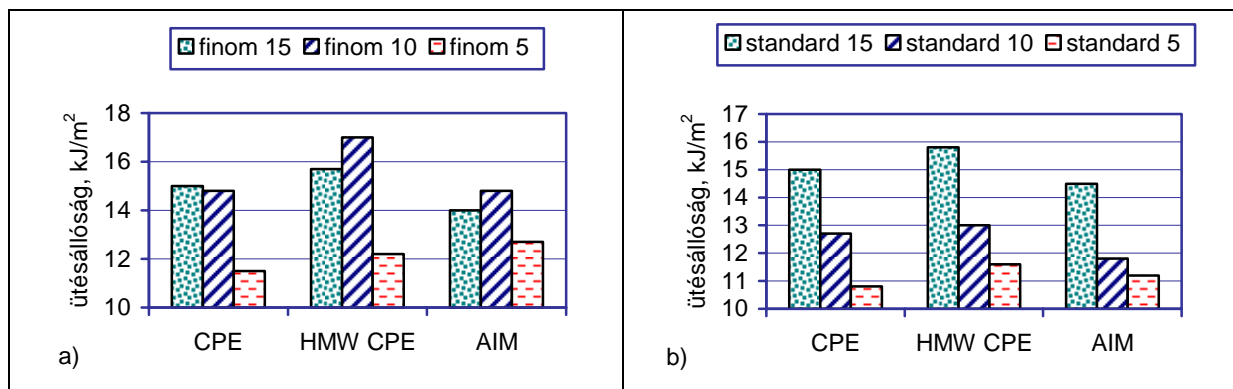 finom 15 finom 10 finom 5
ütésállóság, kJ/m²
18
16
14
12
10
CPE HMW CPE AIM
a)
standard 15 standard 10 standard 5
ütésállóság, kJ/m²
17
16
15
14
13
12
11
10
CPE HMW CPE AIM
b)